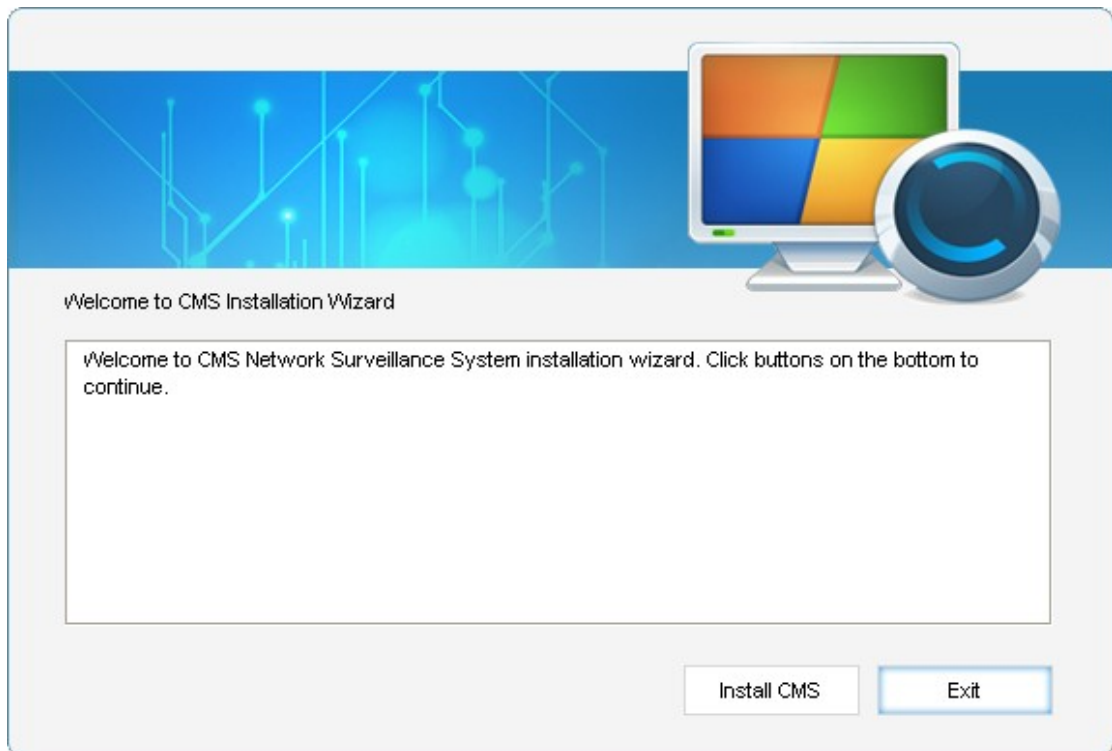 Welcome to CMS Installation Wizard
Welcome to CMS Network Surveillance System installation wizard. Click buttons on the bottom to
continue.
Install CMS
Exit